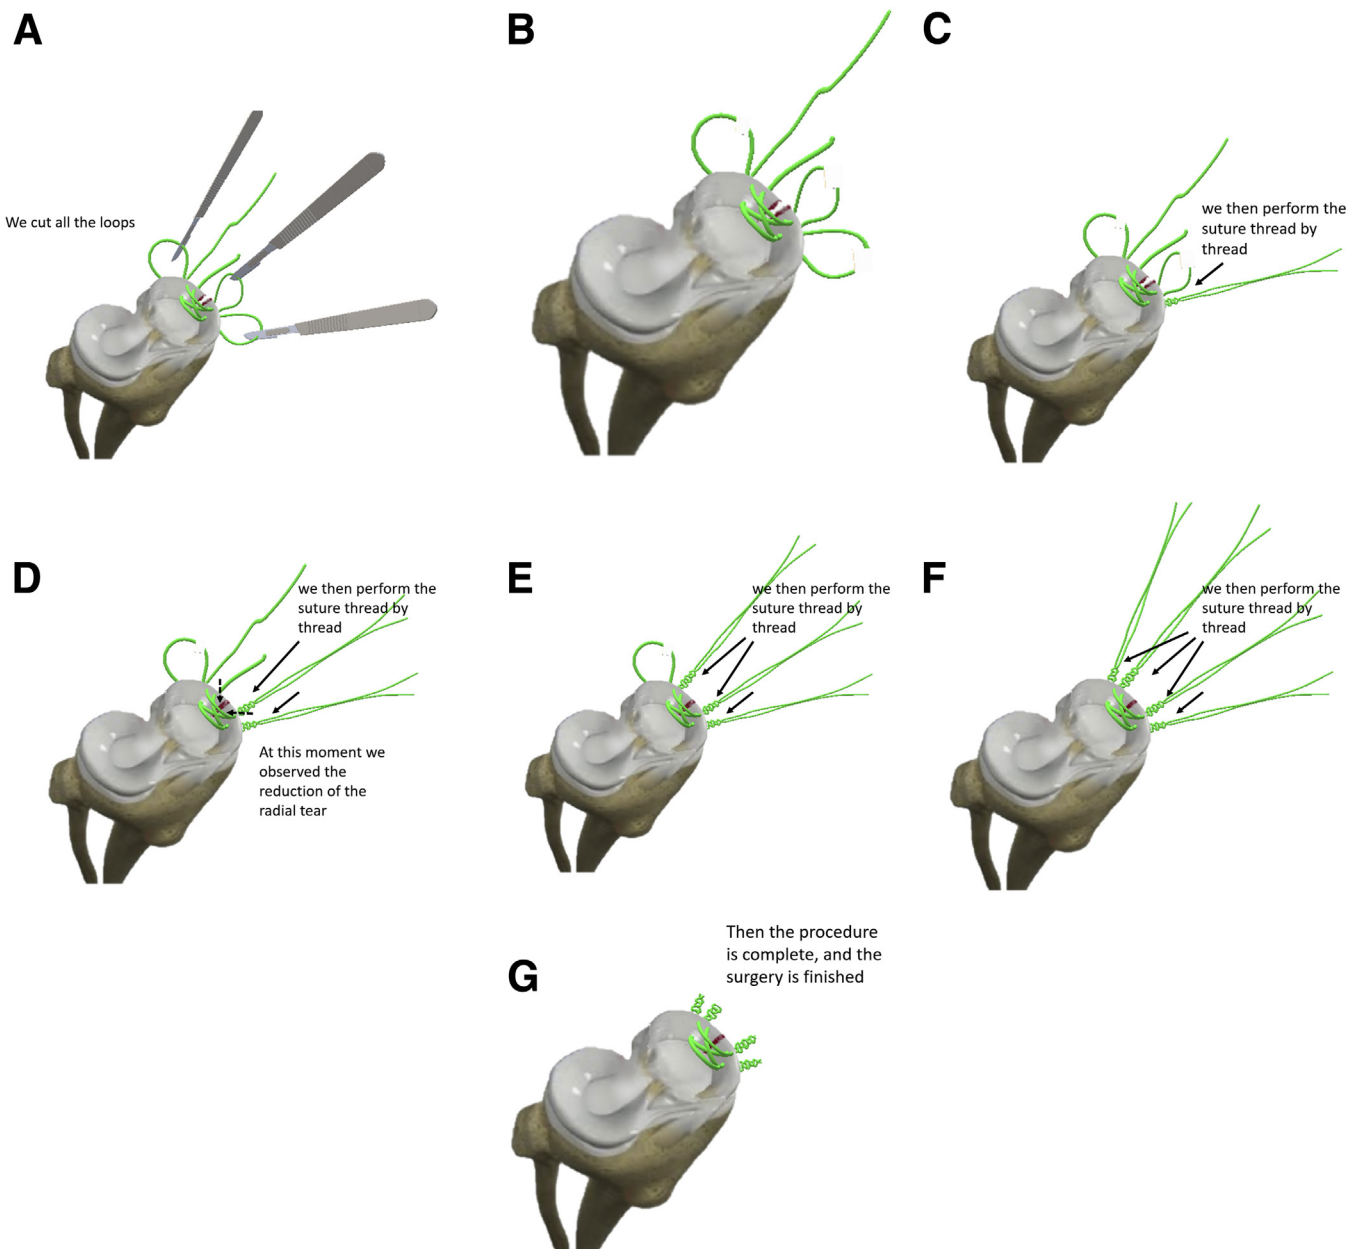 A
B
C
We cut all the loops
we then perform the
suture thread by
thread
D
we then perform the
suture thread by
thread
At this moment we
observed the
reduction of the
radial tear
E
we then perform the
suture thread by
thread
F
we then perform the
suture thread by
thread
G
Then the procedure
is complete, and the
surgery is finished